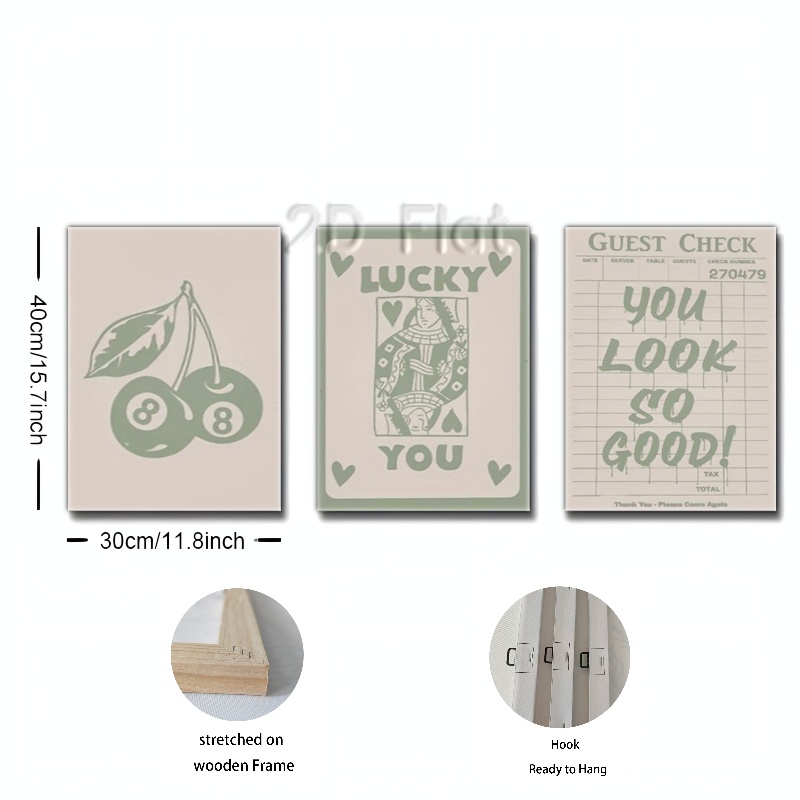 2D Flat
40cm/15.7inch
8 8
LUCKY
YOU
GUEST CHECK
DATE SERVER TABLE GUESTS CHECK NUMBER
270479
YOU
LOOK
SO
GOOD!
TAX
TOTAL
Thank You - Please Come Again
30cm/11.8inch
stretched on
wooden Frame
Hook
Ready to Hang